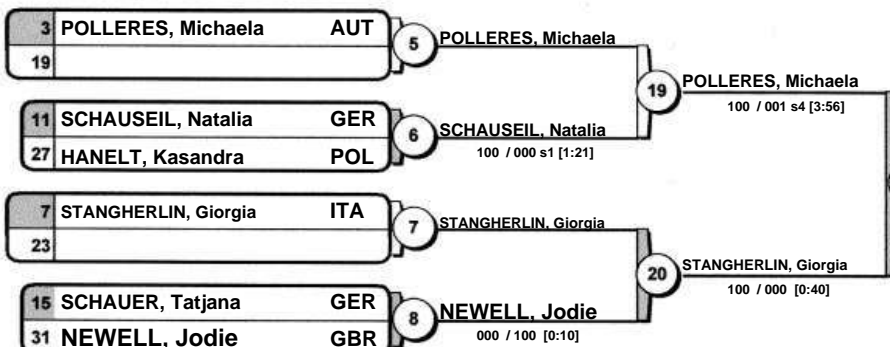 3 POLLERES, Michaela AUT
19
5
POLLERES, Michaela
11 SCHAUSEIL, Natalia GER
27 HANELT, Kasandra POL
6
SCHAUSEIL, Natalia
100 / 000 s1 [1:21]
19
POLLERES, Michaela
100 / 001 s4 [3:56]
7 STANGHERLIN, Giorgia ITA
23
7
STANGHERLIN, Giorgia
15 SCHAUER, Tatjana GER
31 NEWELL, Jodie GBR
8
NEWELL, Jodie
000 / 100 [0:10]
20
STANGHERLIN, Giorgia
100 / 000 [0:40]